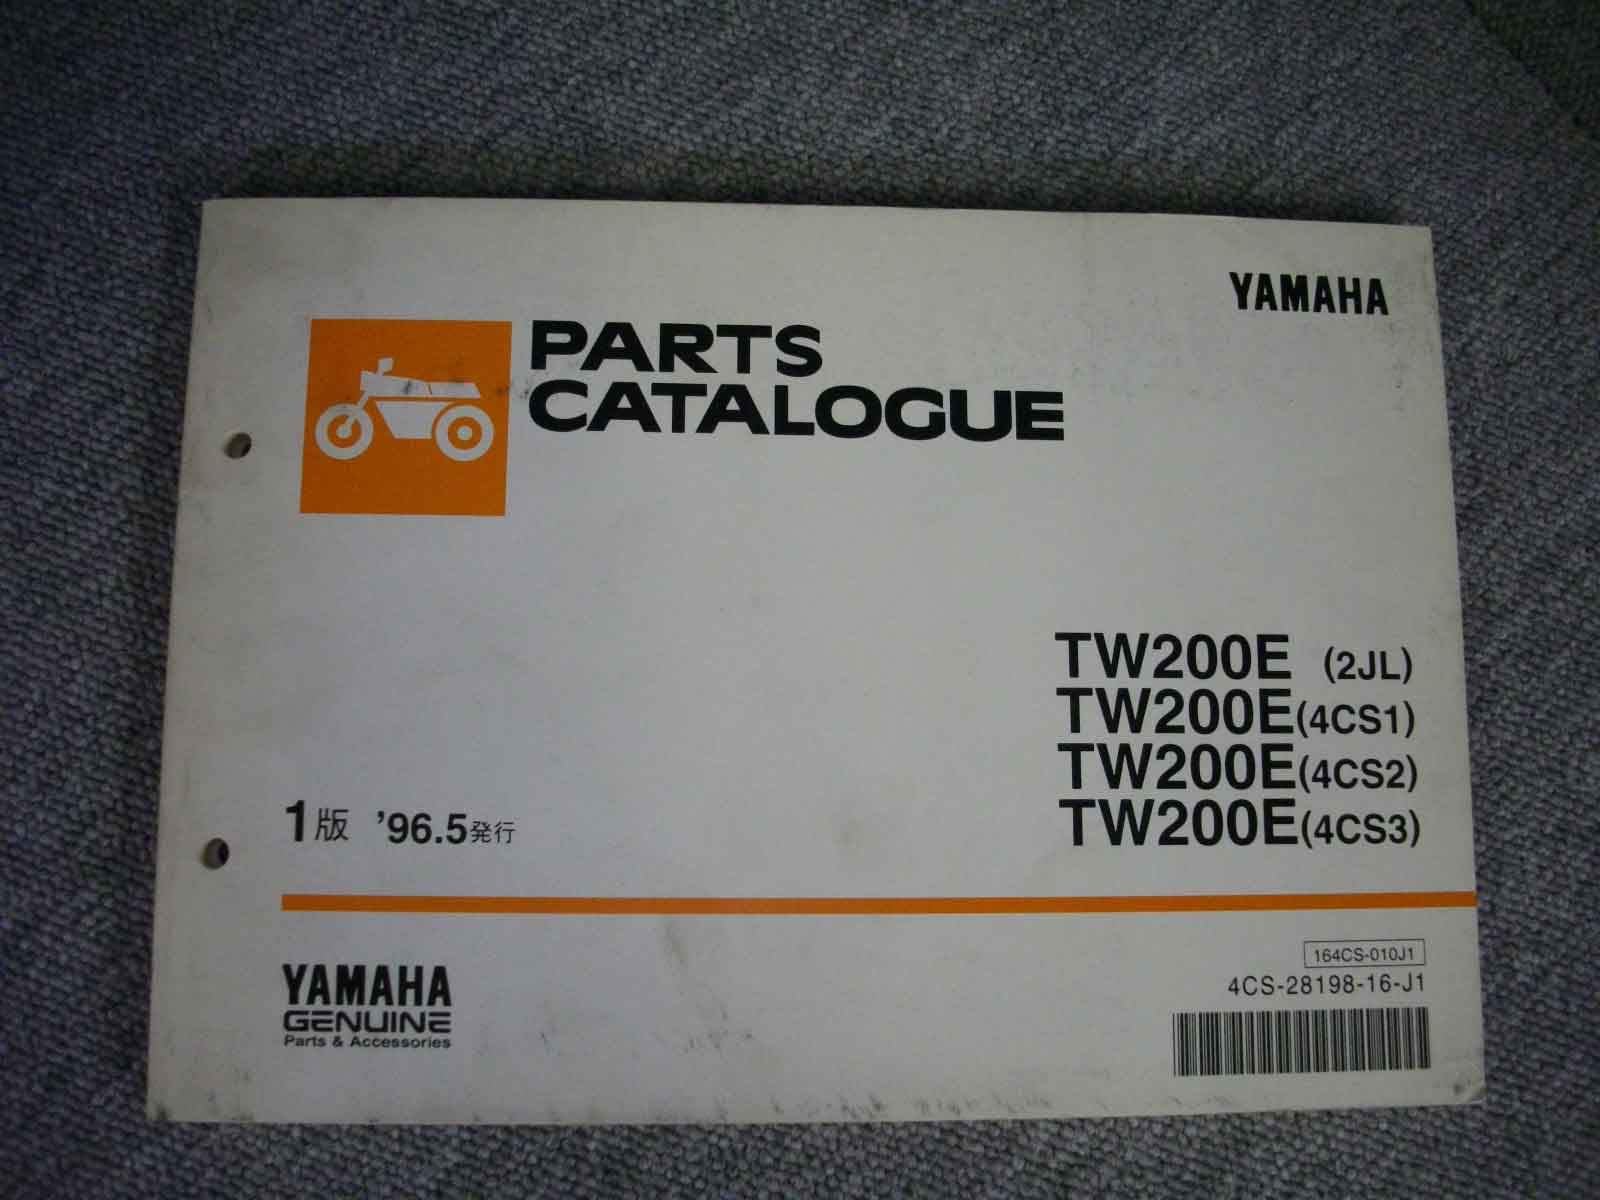 YAMAHA
PARTS
CATALOGUE
TW200E (2JL)
TW200E(4CS1)
TW200E(4CS2)
TW200E(4CS3)
1版 '96.5発行
164CS-010J1
4CS-28198-16-J1
YAMAHA
GENUINE
Parts & Accessories